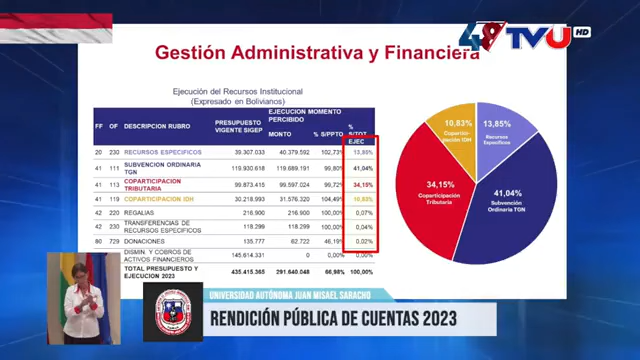 49 TVU HD
Gestión Administrativa y Financiera
Ejecución del Recursos Institucional
(Expresado en Bolivianos)
FF OF DESCRIPCION RUBRO PRESUPUESTO VIGENTE SIGEP EJECUCION MOMENTO PERCIBIDO MONTO % S/PPTO % S/TOT EJEC
20 230 RECURSOS ESPECIFICOS 39.307.033 40.379.592 102,73% 13,85%
41 111 SUBVENCION ORDINARIA TGN 119.930.618 119.689.191 99,80% 41,04%
41 113 COPARTICIPACION TRIBUTARIA 99.873.415 99.597.024 99,72% 34,15%
41 119 COPARTICIPACION IDH 30.218.993 31.576.320 104,49% 10,83%
42 220 REGALIAS 216.900 216.900 100,00% 0,07%
42 230 TRANSFERENCIAS DE RECURSOS ESPECIFICOS 118.299 118.299 100,00% 0,04%
80 729 DONACIONES 135.777 62.722 46,19% 0,02%
DISMIN. Y COBROS DE ACTIVOS FINANCIEROS 145.614.331 0 0,00% 0,00%
TOTAL PRESUPUESTO Y EJECUCION 2023 435.415.365 291.640.048 66,98% 100,00%
10,83%
Coparticipación IDH
13,85%
Recursos
Específicos
34,15%
Coparticipación
Tributaria
41,04%
Subvención
Ordinaria TGN
UNIVERSIDAD AUTÓNOMA JUAN MISAEL SARACHO
RENDICIÓN PÚBLICA DE CUENTAS 2023